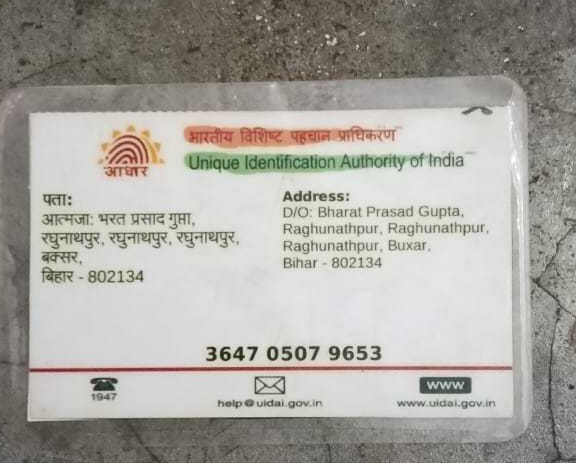 भारतीय विशिष्ट पहचान प्राधिकरण
Unique Identification Authority of India
आधार
पता:
आत्मजा: भरत प्रसाद गुप्ता,
रघुनाथपुर, रघुनाथपुर, रघुनाथपुर,
बक्सर,
बिहार - 802134
Address:
D/O: Bharat Prasad Gupta,
Raghunathpur, Raghunathpur,
Raghunathpur, Buxar,
Bihar - 802134
3647 0507 9653
1947
help@uidai.gov.in
www
www.uidai.gov.in